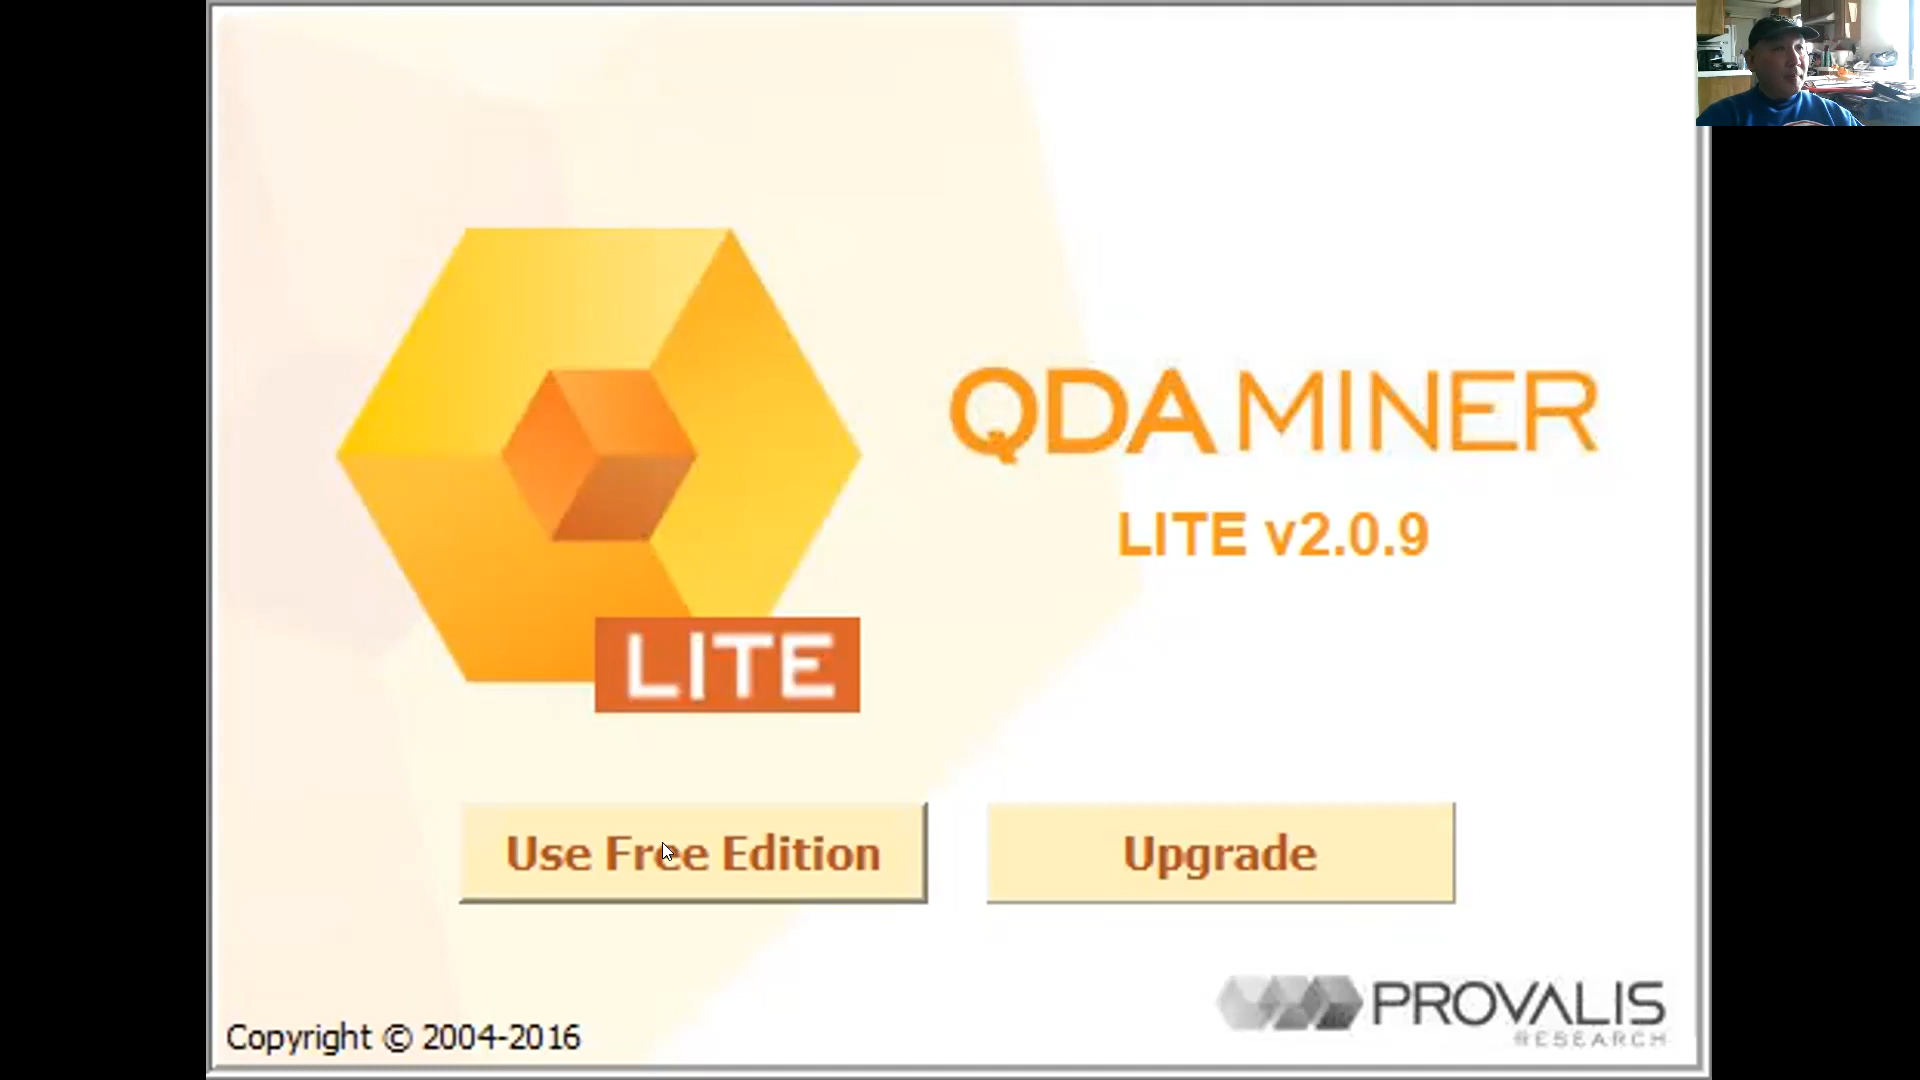 QDA MINER
LITE v2.0.9
LITE
Use Free Edition
Upgrade
PROVALIS
RESEARCH
Copyright © 2004-2016